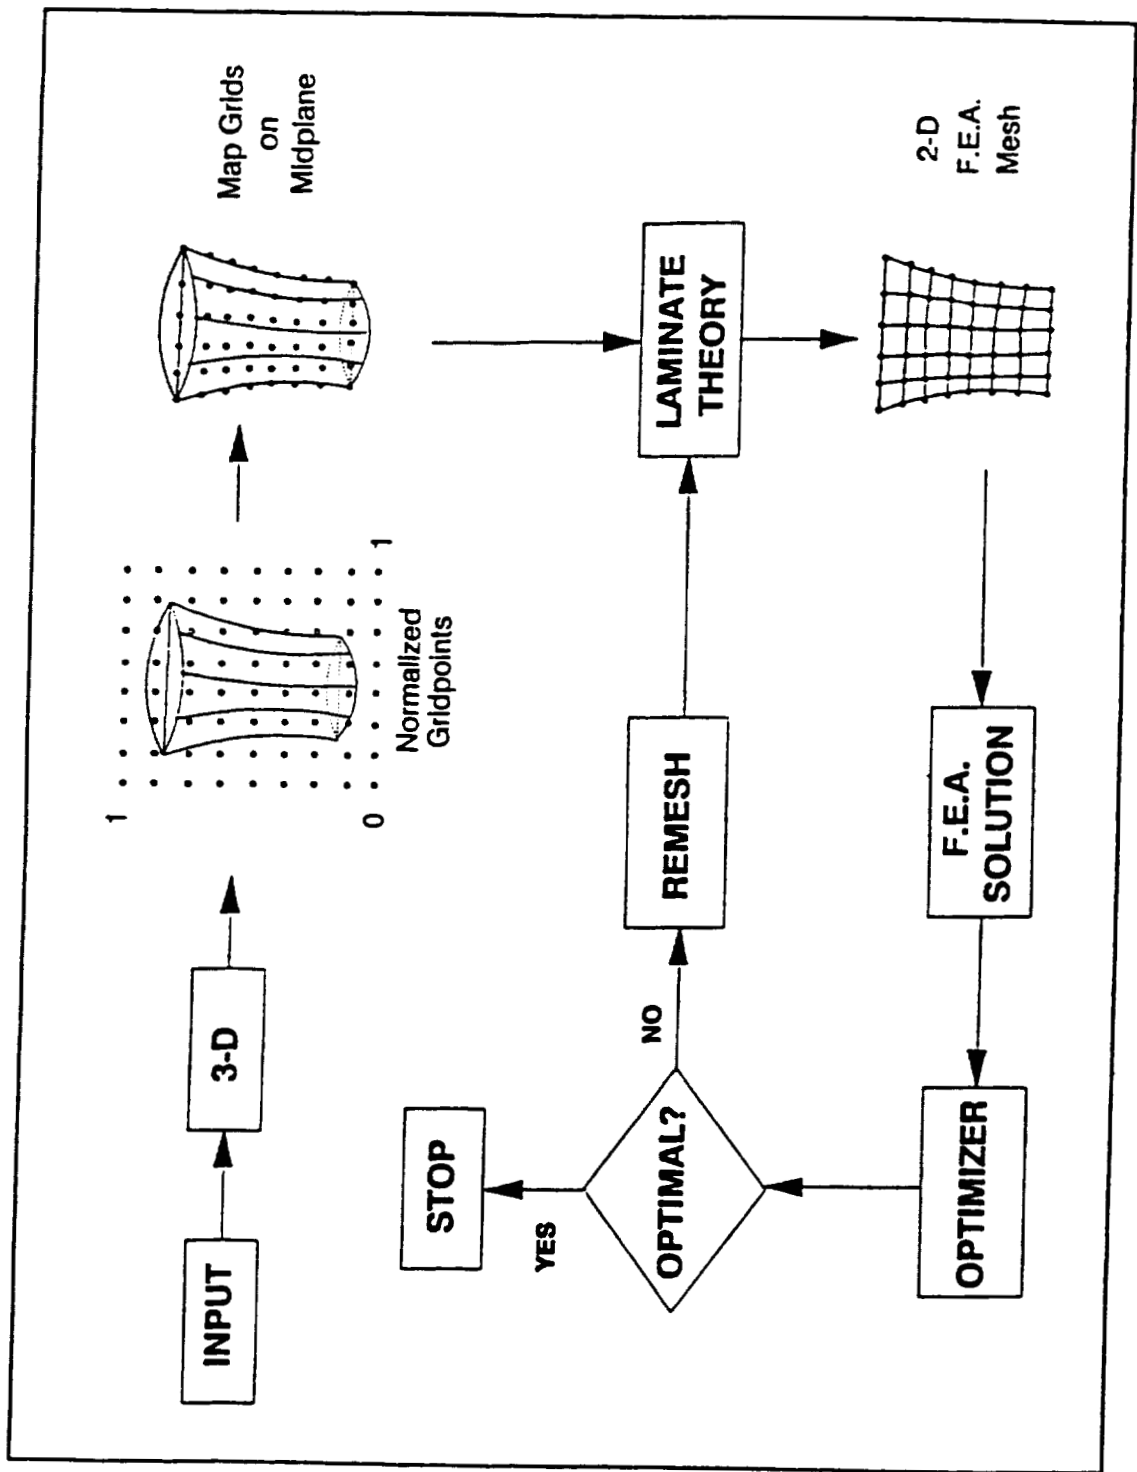 INPUT
3-D
1
0
1
Normalized
Gridpoints
Map Grids
on
Midplane
STOP
YES
OPTIMAL?
NO
REMESH
LAMINATE
THEORY
OPTIMIZER
F.E.A.
SOLUTION
2-D
F.E.A.
Mesh